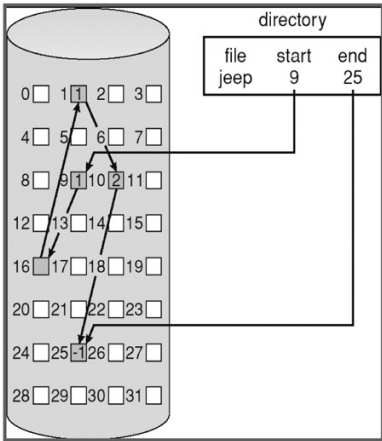 directory
file start end
jeep 9 25
0 1 1 2 3
4 5 6 7
8 9 1 10 2 11
12 13 14 15
16 17 18 19
20 21 22 23
24 25 -1 26 27
28 29 30 31